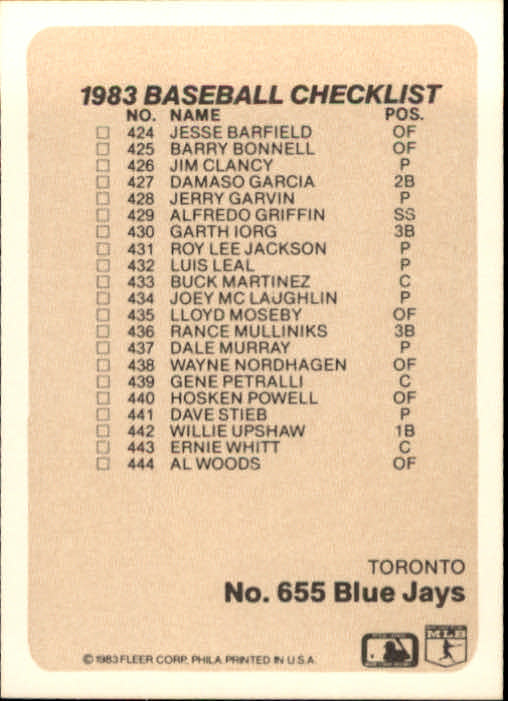 1983 BASEBALL CHECKLIST
NO. NAME POS.
424 JESSE BARFIELD OF
425 BARRY BONNELL OF
426 JIM CLANCY P
427 DAMASO GARCIA 2B
428 JERRY GARVIN P
429 ALFREDO GRIFFIN SS
430 GARTH IORG 3B
431 ROY LEE JACKSON P
432 LUIS LEAL P
433 BUCK MARTINEZ C
434 JOEY MC LAUGHLIN P
435 LLOYD MOSEBY OF
436 RANCE MULLINIKS 3B
437 DALE MURRAY P
438 WAYNE NORDHAGEN OF
439 GENE PETRALLI C
440 HOSKEN POWELL OF
441 DAVE STIEB P
442 WILLIE UPSHAW 1B
443 ERNIE WHITT C
444 AL WOODS OF
TORONTO
No. 655 Blue Jays
© 1983 FLEER CORP. PHILA. PRINTED IN U.S.A.
MLB